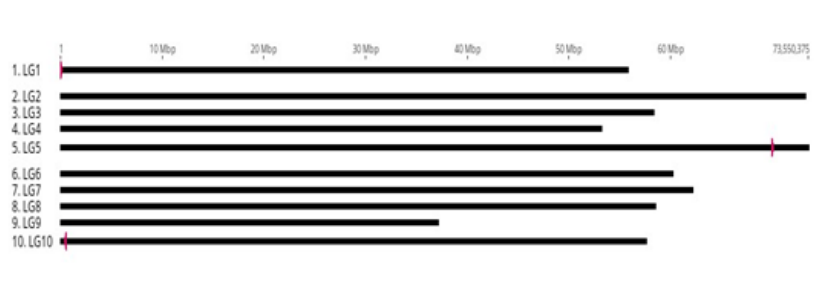 1 10 Mbp 20 Mbp 30 Mbp 40 Mbp 50 Mbp 60 Mbp 73,550,375
1. LG1
2. LG2
3. LG3
4. LG4
5. LG5
6. LG6
7. LG7
8. LG8
9. LG9
10. LG10